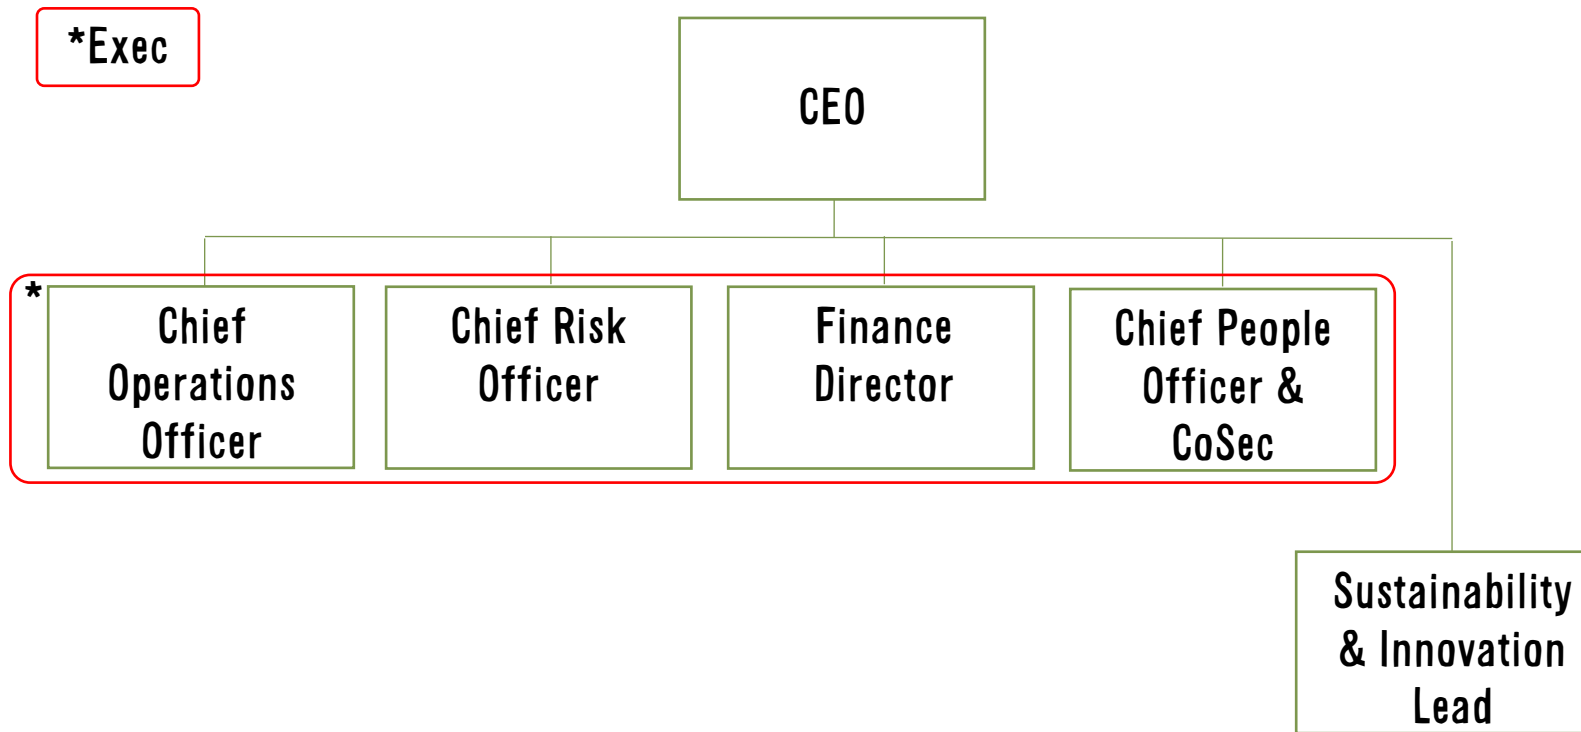 *Exec
CEO
*
Chief
Operations
Officer
Chief Risk
Officer
Finance
Director
Chief People
Officer &
CoSec
Sustainability
& Innovation
Lead